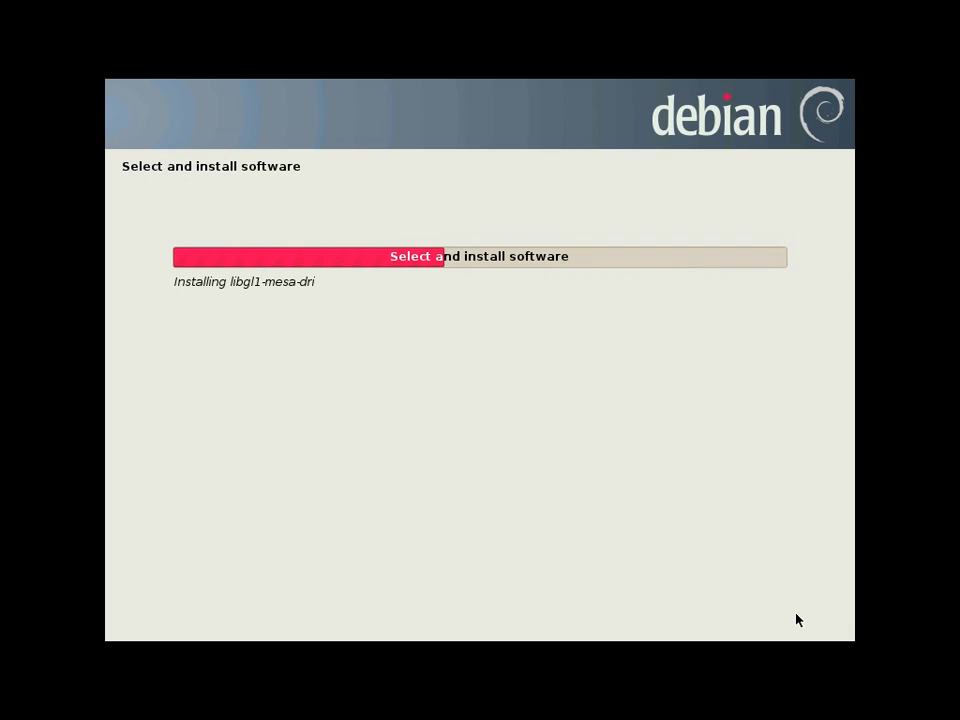 debian
Select and install software
Select and install software
Installing libgl1-mesa-dri